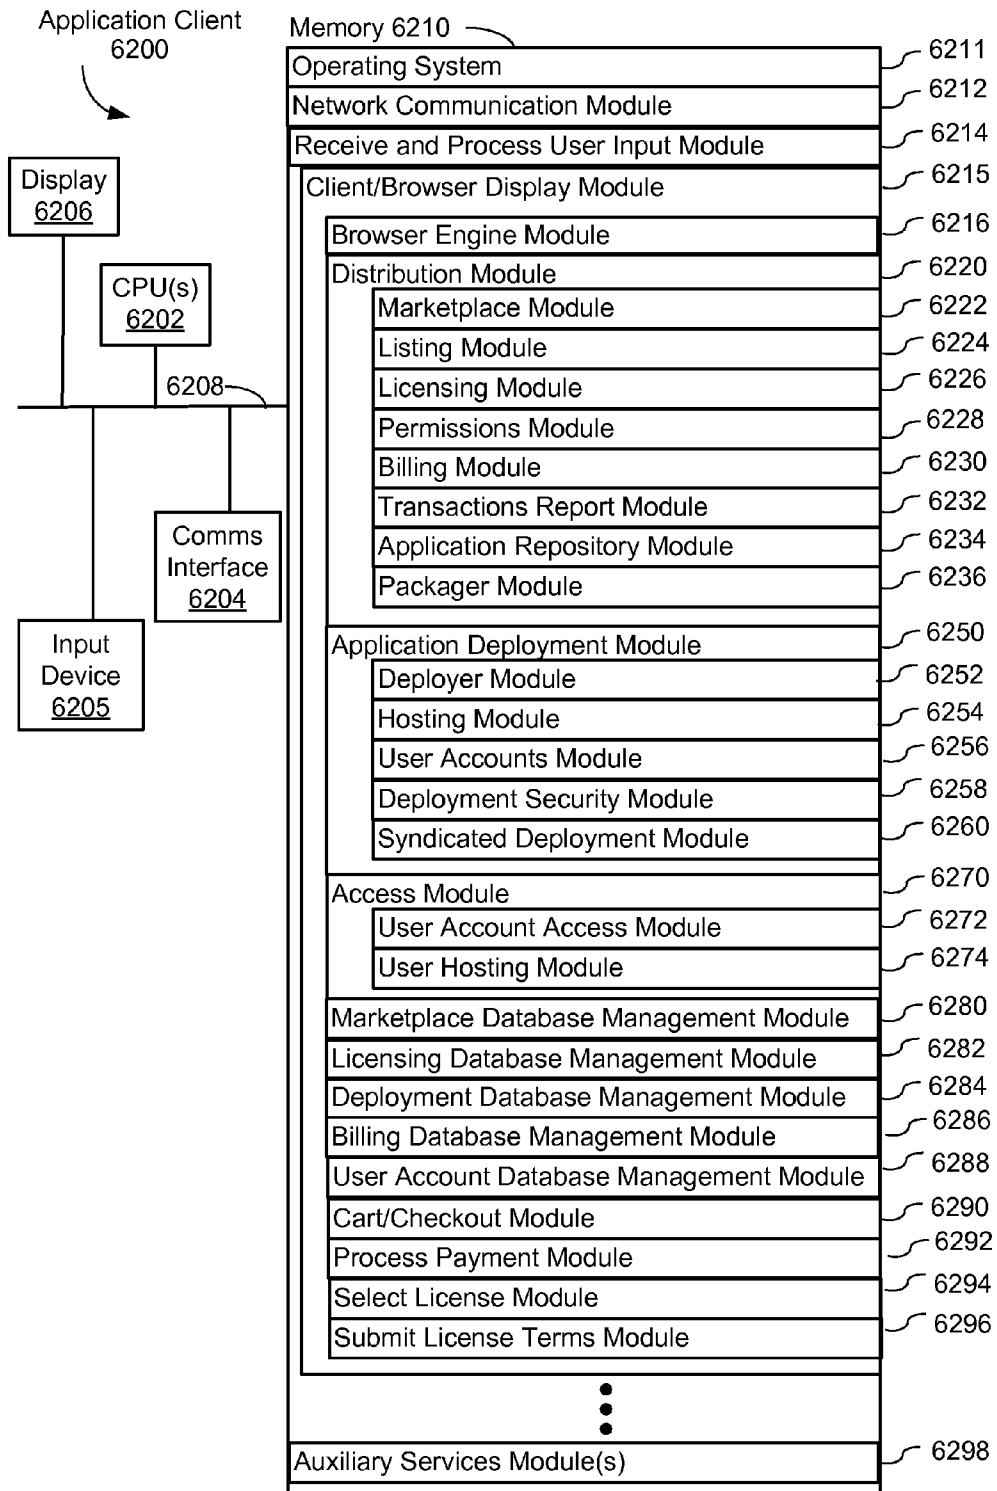 Application Client
6200
Memory 6210
Operating System 6211
Network Communication Module 6212
Receive and Process User Input Module 6214
Client/Browser Display Module 6215
Display
6206
Browser Engine Module 6216
Distribution Module 6220
CPU(s)
6202
Marketplace Module 6222
Listing Module 6224
6208
Licensing Module 6226
Permissions Module 6228
Billing Module 6230
Transactions Report Module 6232
Comms
Interface
6204
Application Repository Module 6234
Packager Module 6236
Input
Device
6205
Application Deployment Module 6250
Deployer Module 6252
Hosting Module 6254
User Accounts Module 6256
Deployment Security Module 6258
Syndicated Deployment Module 6260
Access Module 6270
User Account Access Module 6272
User Hosting Module 6274
Marketplace Database Management Module 6280
Licensing Database Management Module 6282
Deployment Database Management Module 6284
Billing Database Management Module 6286
User Account Database Management Module 6288
Cart/Checkout Module 6290
Process Payment Module 6292
Select License Module 6294
Submit License Terms Module 6296
Auxiliary Services Module(s) 6298